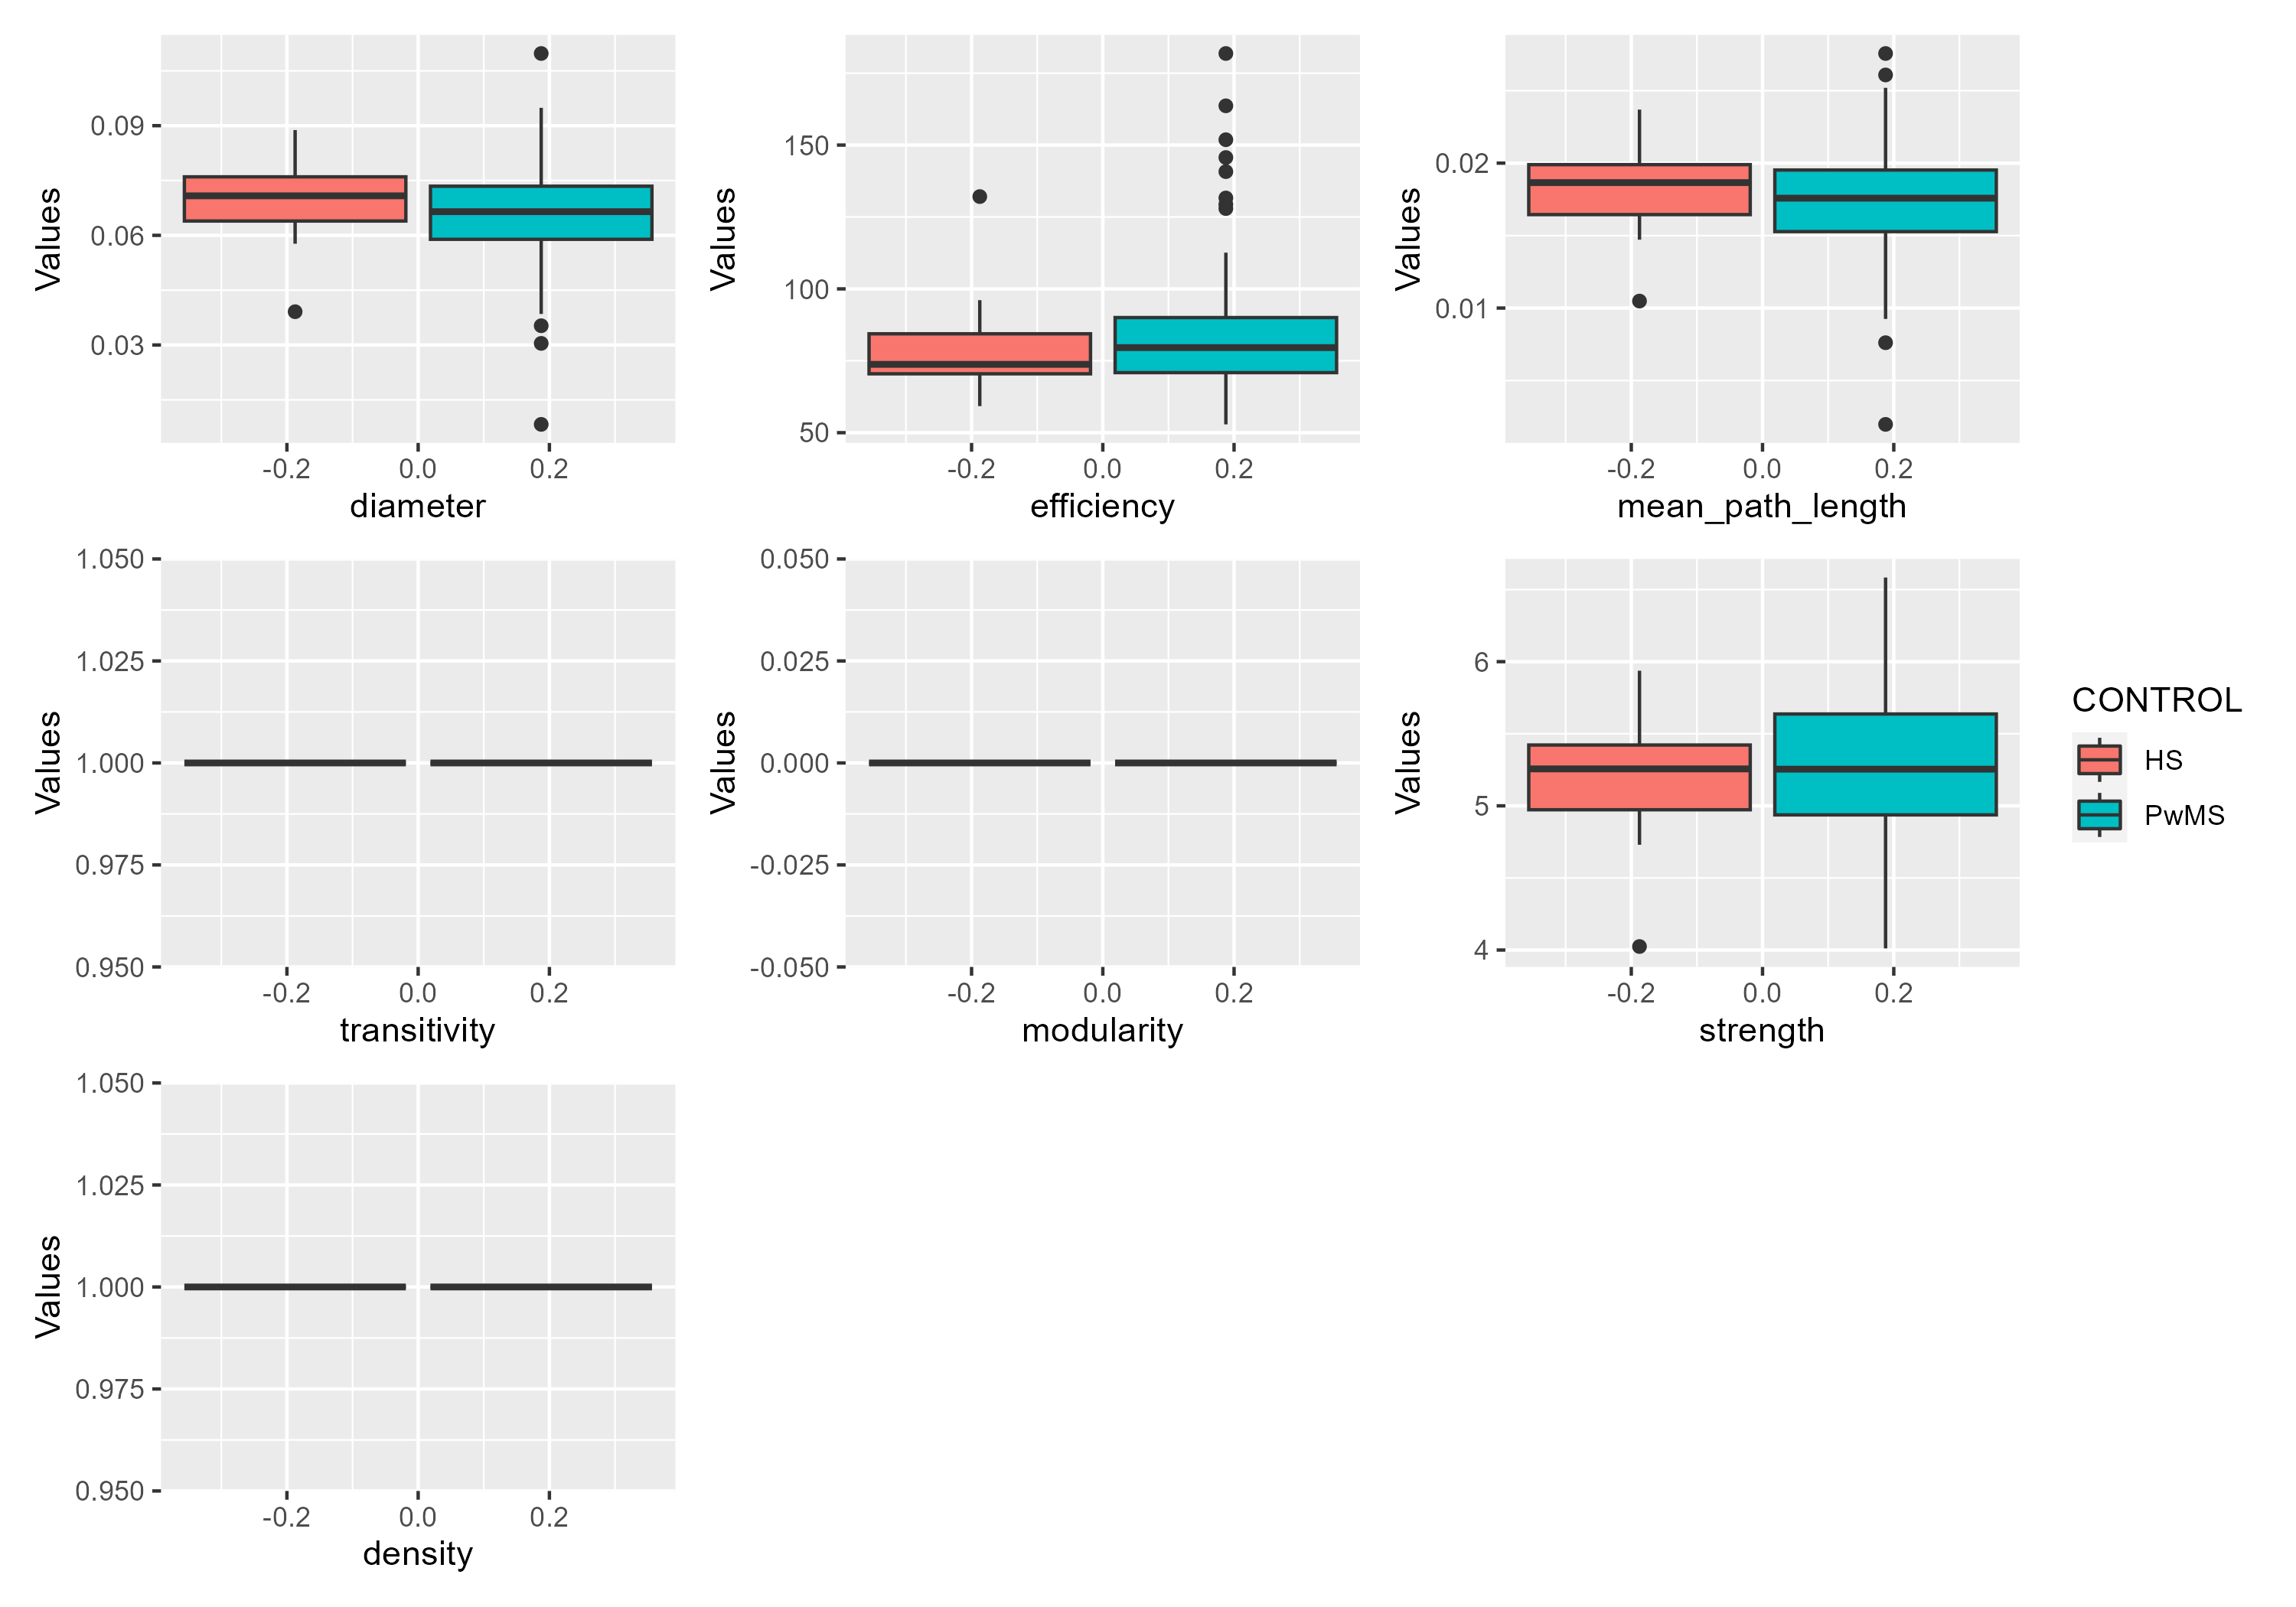 Values
0.09
0.06
0.03
-0.2 0.0 0.2
diameter
Values
150
100
50
-0.2 0.0 0.2
efficiency
Values
0.02
0.01
-0.2 0.0 0.2
mean_path_length
Values
1.050
1.025
1.000
0.975
0.950
-0.2 0.0 0.2
transitivity
Values
0.050
0.025
0.000
-0.025
-0.050
-0.2 0.0 0.2
modularity
Values
6
5
4
-0.2 0.0 0.2
strength
CONTROL
HS
PwMS
Values
1.050
1.025
1.000
0.975
0.950
-0.2 0.0 0.2
density